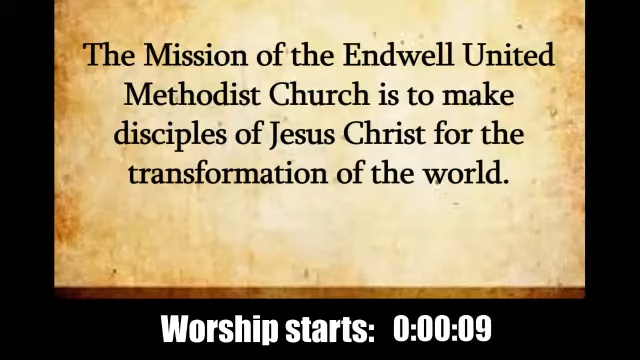 The Mission of the Endwell United
Methodist Church is to make
disciples of Jesus Christ for the
transformation of the world.
Worship starts: 0:00:09